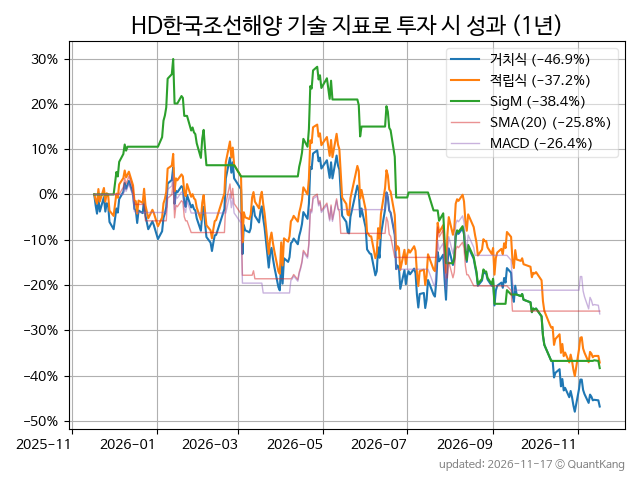 HD한국조선해양 기술 지표로 투자 시 성과 (1년)
거치식 (−46.9%)
적립식 (−37.2%)
SigM (−38.4%)
SMA(20) (−25.8%)
MACD (−26.4%)
30%
20%
10%
0%
−10%
−20%
−30%
−40%
−50%
2025-11 2026-01 2026-03 2026-05 2026-07 2026-09 2026-11
updated: 2026-11-17 © QuantKang